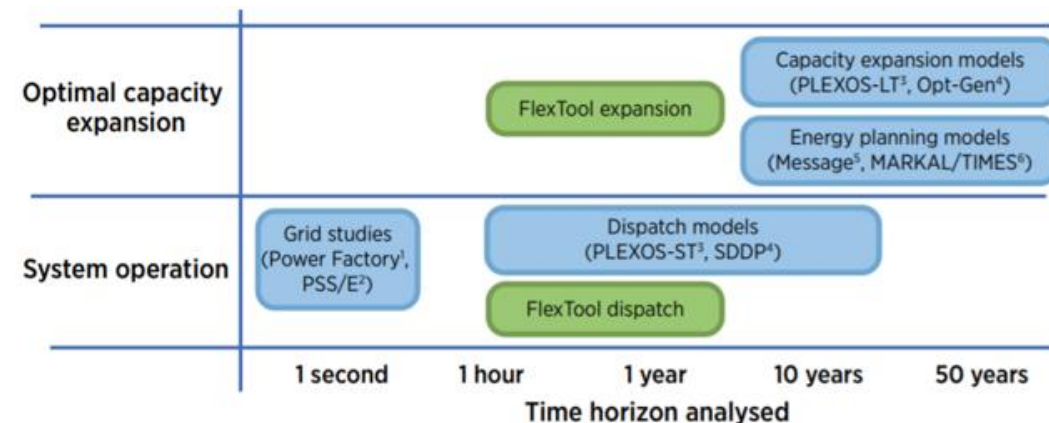 Optimal capacity
expansion
FlexTool expansion
Capacity expansion models
(PLEXOS-LT³, Opt-Gen⁴)
Energy planning models
(Message⁵, MARKAL/TIMES⁶)
System operation
Grid studies
(Power Factory¹,
PSS/E²)
Dispatch models
(PLEXOS-ST³, SDDP⁴)
FlexTool dispatch
1 second 1 hour 1 year 10 years 50 years
Time horizon analysed